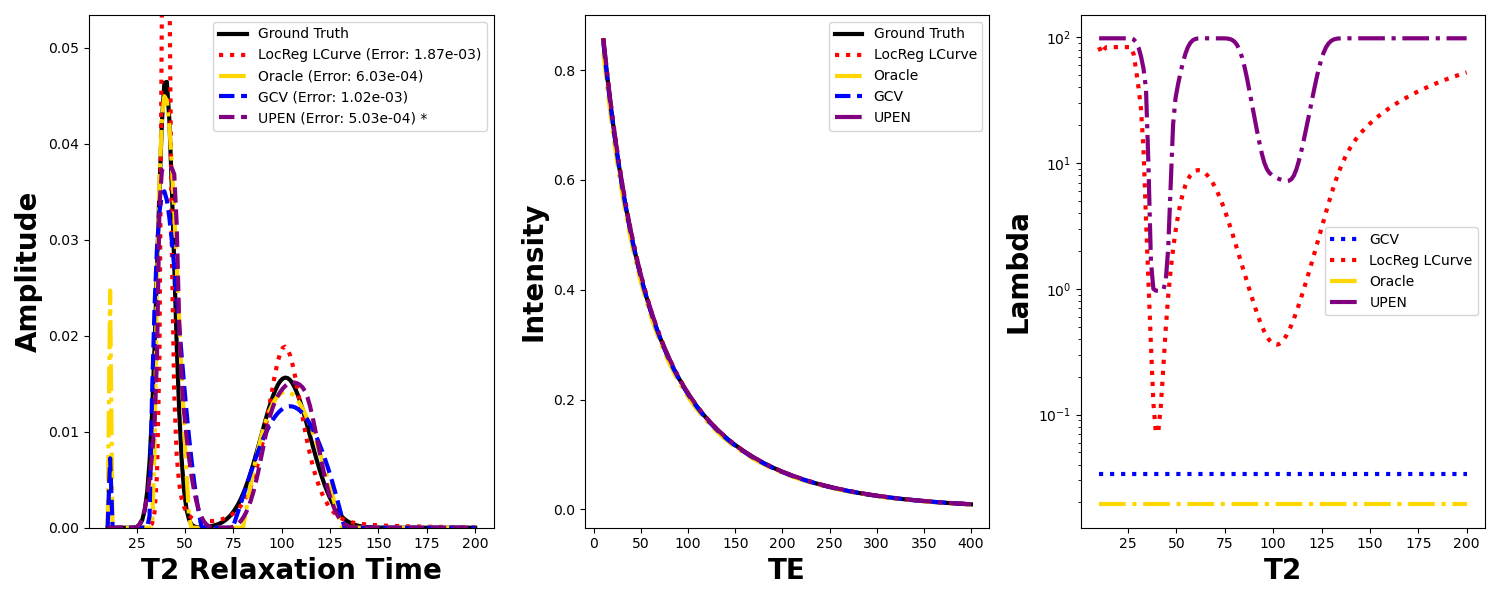 Amplitude
0.05
0.04
0.03
0.02
0.01
0.00
Ground Truth
LocReg LCurve (Error: 1.87e-03)
Oracle (Error: 6.03e-04)
GCV (Error: 1.02e-03)
UPEN (Error: 5.03e-04) *
25 50 75 100 125 150 175 200
T2 Relaxation Time
Intensity
0.8
0.6
0.4
0.2
0.0
Ground Truth
LocReg LCurve
Oracle
GCV
UPEN
0 50 100 150 200 250 300 350 400
TE
Lambda
10²
10¹
10⁰
10⁻¹
GCV
LocReg LCurve
Oracle
UPEN
25 50 75 100 125 150 175 200
T2